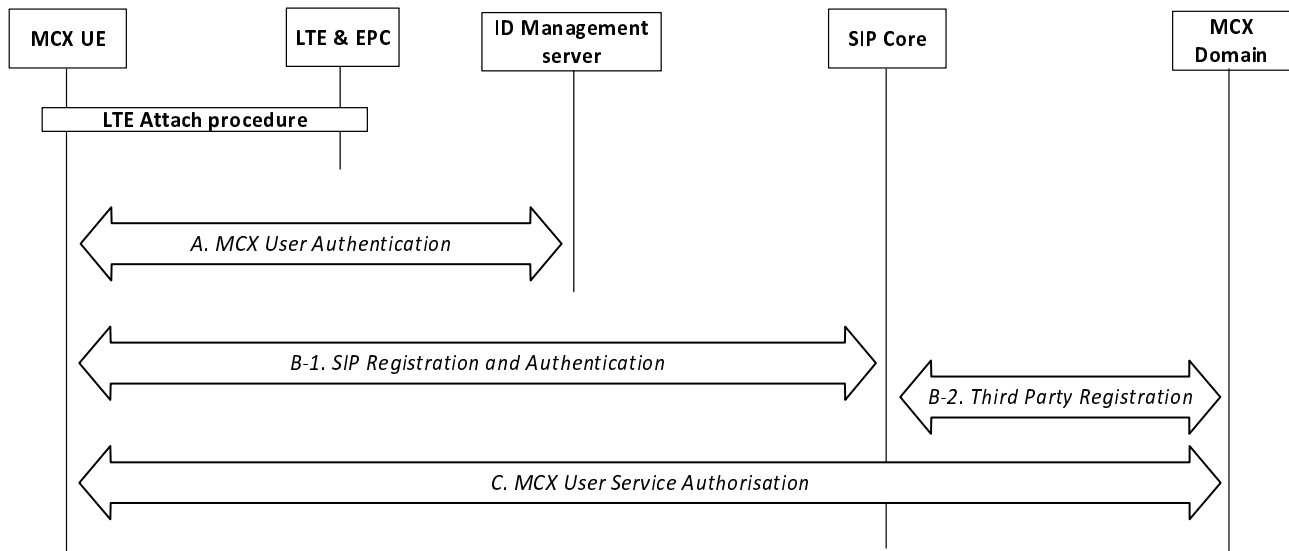 MCX UE
LTE & EPC
ID Management
server
SIP Core
MCX
Domain
LTE Attach procedure
A. MCX User Authentication
B-1. SIP Registration and Authentication
B-2. Third Party Registration
C. MCX User Service Authorisation